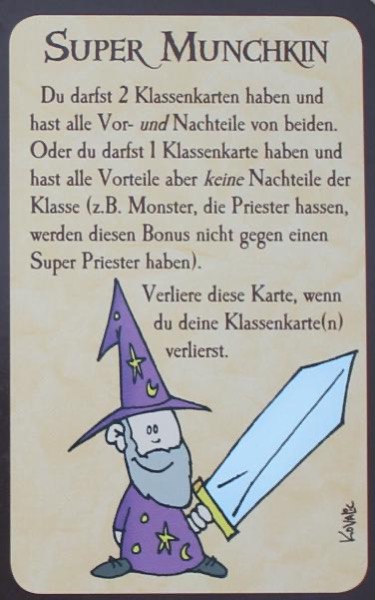 Super Munchkin
Du darfst 2 Klassenkarten haben und
hast alle Vor- und Nachteile von beiden.
Oder du darfst 1 Klassenkarte haben und
hast alle Vorteile aber keine Nachteile der
Klasse (z.B. Monster, die Priester hassen,
werden diesen Bonus nicht gegen einen
Super Priester haben).
Verliere diese Karte, wenn
du deine Klassenkarte(n)
verlierst.
Kovalic